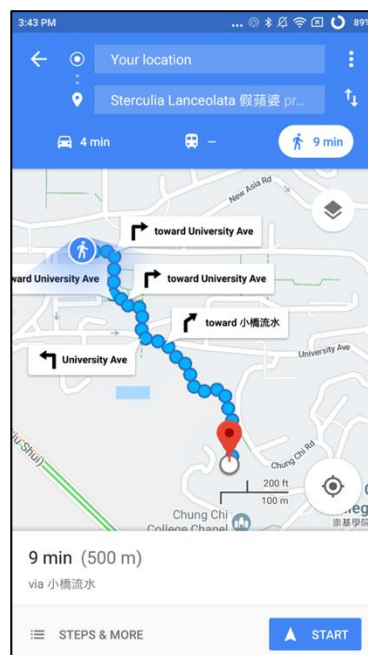 3:43 PM
... 89%
Your location
Sterculia Lanceolata 假蘋婆 pr...
4 min
–
9 min
New Asia Rd
toward University Ave
ward University Ave
toward University Ave
toward 小橋流水
University Ave
University Ave
iu-Shui)
Chung Chi Rd
200 ft
100 m
Chung Chi
College Chapel
C
崇基學院
9 min (500 m)
via 小橋流水
STEPS & MORE
START